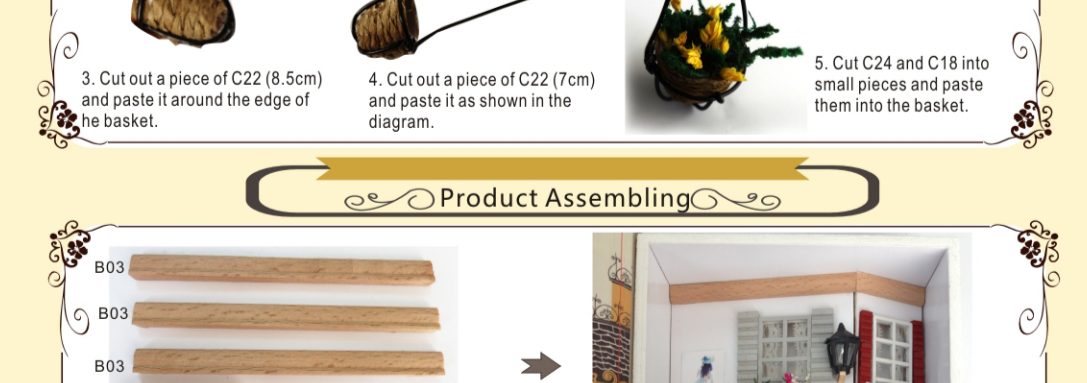 3. Cut out a piece of C22 (8.5cm)
and paste it around the edge of
he basket.
4. Cut out a piece of C22 (7cm)
and paste it as shown in the
diagram.
5. Cut C24 and C18 into
small pieces and paste
them into the basket.
Product Assembling
B03
B03
B03